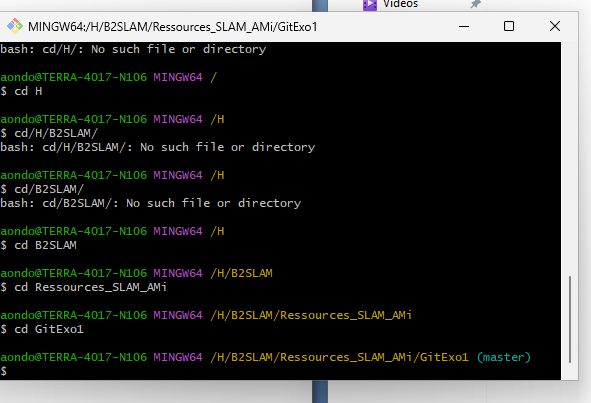 Videos
MINGW64:/H/B2SLAM/Ressources_SLAM_AMi/GitExo1
bash: cd/H/: No such file or directory
aondo@TERRA-4017-N106 MINGW64 /
$ cd H
aondo@TERRA-4017-N106 MINGW64 /H
$ cd/H/B2SLAM/
bash: cd/H/B2SLAM/: No such file or directory
aondo@TERRA-4017-N106 MINGW64 /H
$ cd/B2SLAM/
bash: cd/B2SLAM/: No such file or directory
aondo@TERRA-4017-N106 MINGW64 /H
$ cd B2SLAM
aondo@TERRA-4017-N106 MINGW64 /H/B2SLAM
$ cd Ressources_SLAM_AMi
aondo@TERRA-4017-N106 MINGW64 /H/B2SLAM/Ressources_SLAM_AMi
$ cd GitExo1
aondo@TERRA-4017-N106 MINGW64 /H/B2SLAM/Ressources_SLAM_AMi/GitExo1 (master)
$